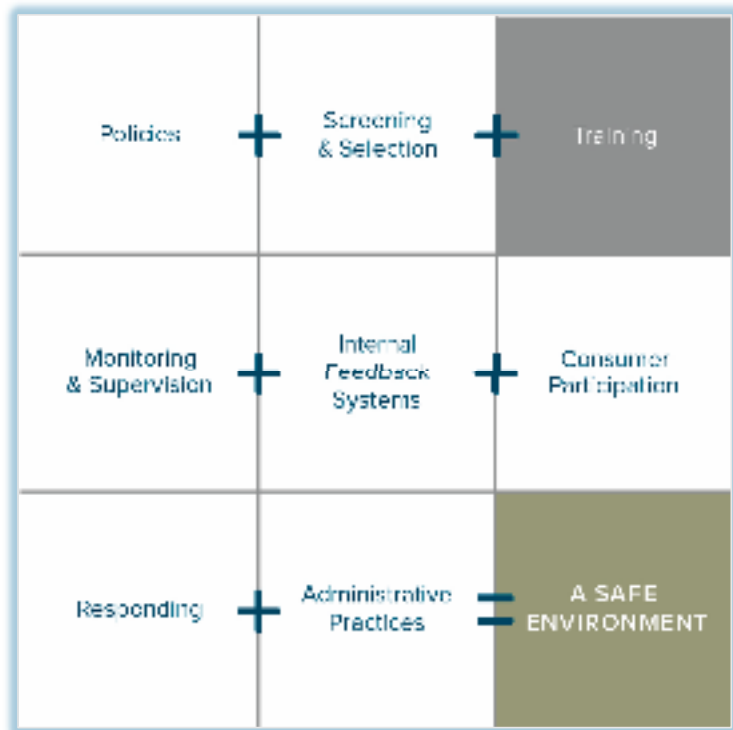 Policies + Screening & Selection + Training
Monitoring & Supervision + Internal Feedback Systems + Consumer Participation
Responding + Administrative Practices = A SAFE ENVIRONMENT